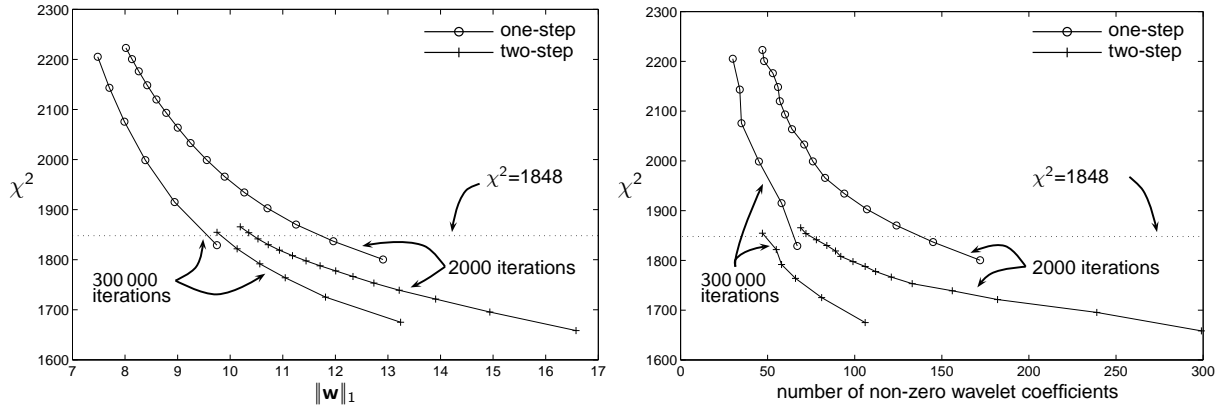 2300
2200
2100
2000
1900
1800
1700
1600
χ²
one-step
two-step
χ²=1848
300 000
iterations
2000 iterations
7 8 9 10 11 12 13 14 15 16 17
‖w‖₁
2300
2200
2100
2000
1900
1800
1700
1600
χ²
one-step
two-step
χ²=1848
300 000
iterations
2000 iterations
0 50 100 150 200 250 300
number of non-zero wavelet coefficients